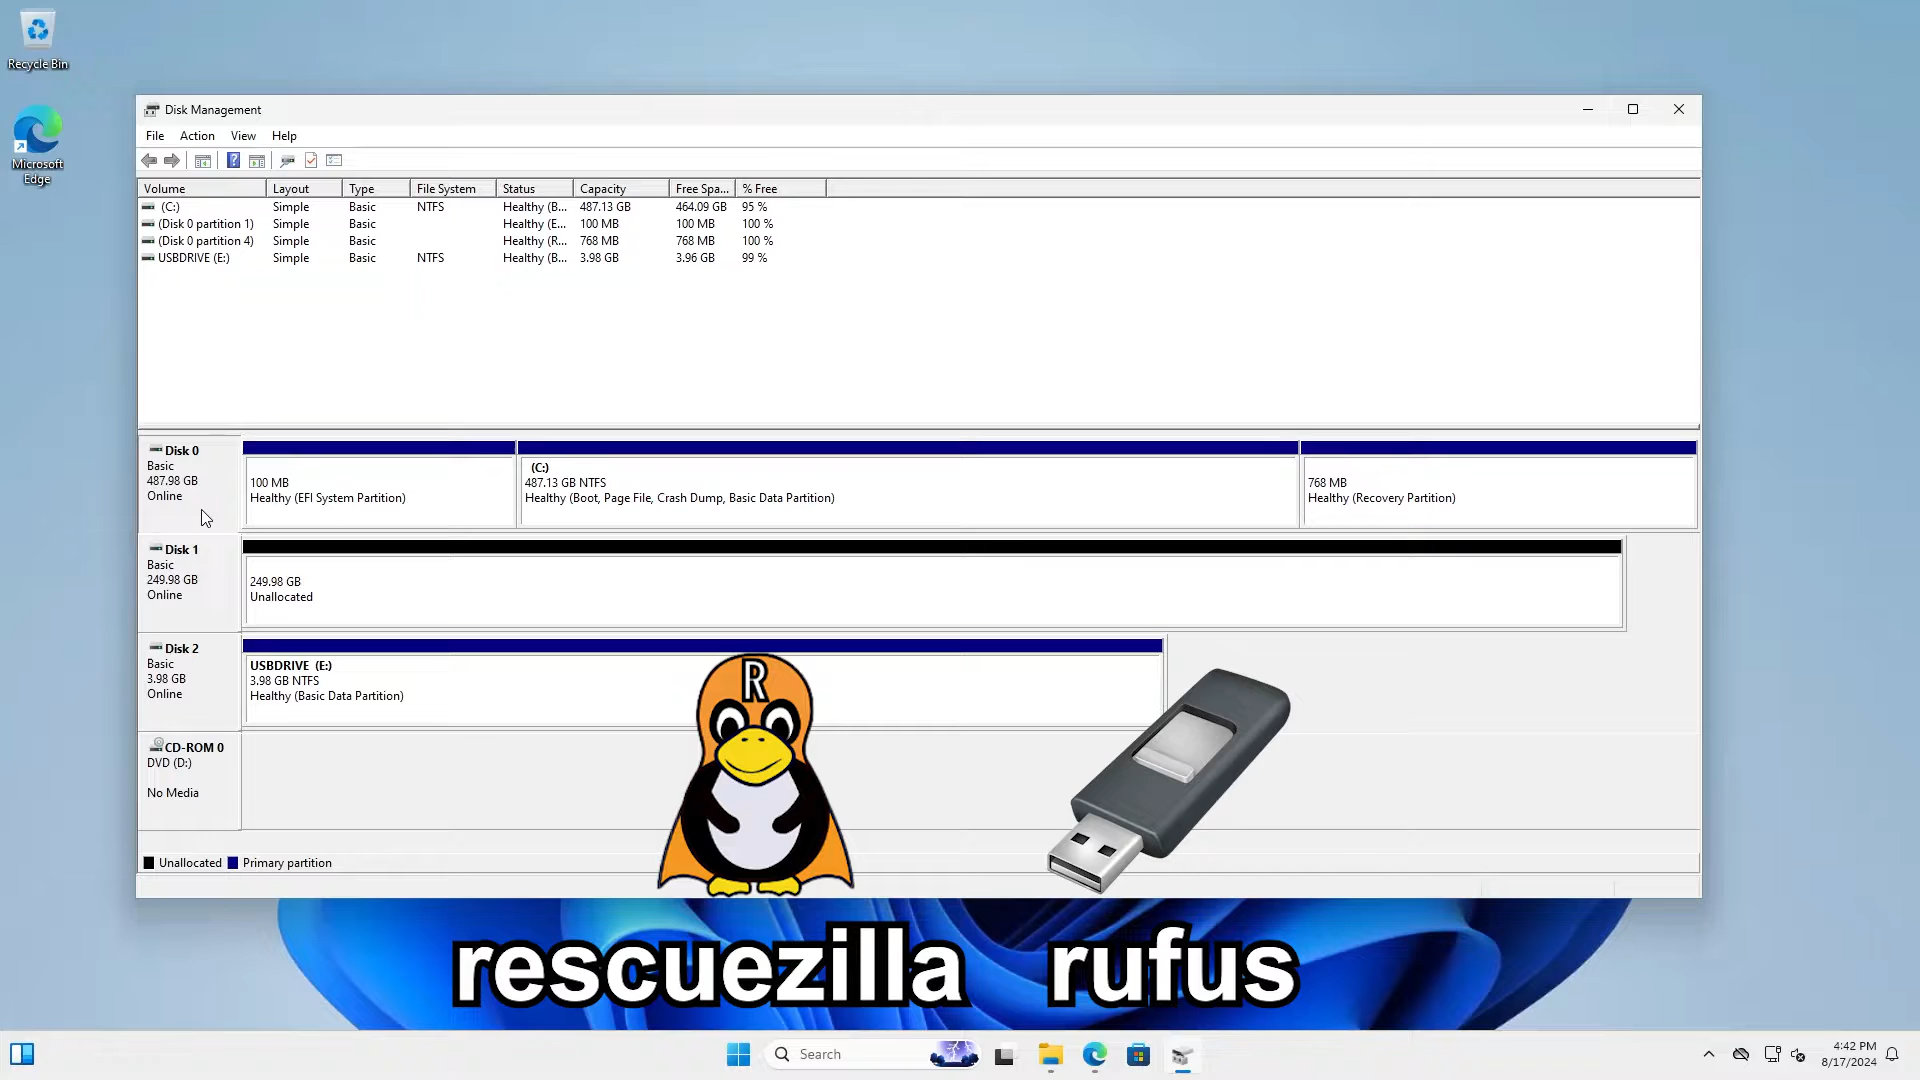 Recycle Bin
Microsoft
Edge
Disk Management
File Action View Help
Volume Layout Type File System Status Capacity Free Spa... % Free
(C:) Simple Basic NTFS Healthy (B... 487.13 GB 464.09 GB 95 %
(Disk 0 partition 1) Simple Basic Healthy (E... 100 MB 100 MB 100 %
(Disk 0 partition 4) Simple Basic Healthy (R... 768 MB 768 MB 100 %
USBDRIVE (E:) Simple Basic NTFS Healthy (B... 3.98 GB 3.96 GB 99 %
Disk 0
Basic
487.98 GB
Online
100 MB
Healthy (EFI System Partition)
(C:)
487.13 GB NTFS
Healthy (Boot, Page File, Crash Dump, Basic Data Partition)
768 MB
Healthy (Recovery Partition)
Disk 1
Basic
249.98 GB
Online
249.98 GB
Unallocated
Disk 2
Basic
3.98 GB
Online
USBDRIVE (E:)
3.98 GB NTFS
Healthy (Basic Data Partition)
R
CD-ROM 0
DVD (D:)
No Media
Unallocated Primary partition
rescuezilla rufus
Search
4:42 PM
8/17/2024